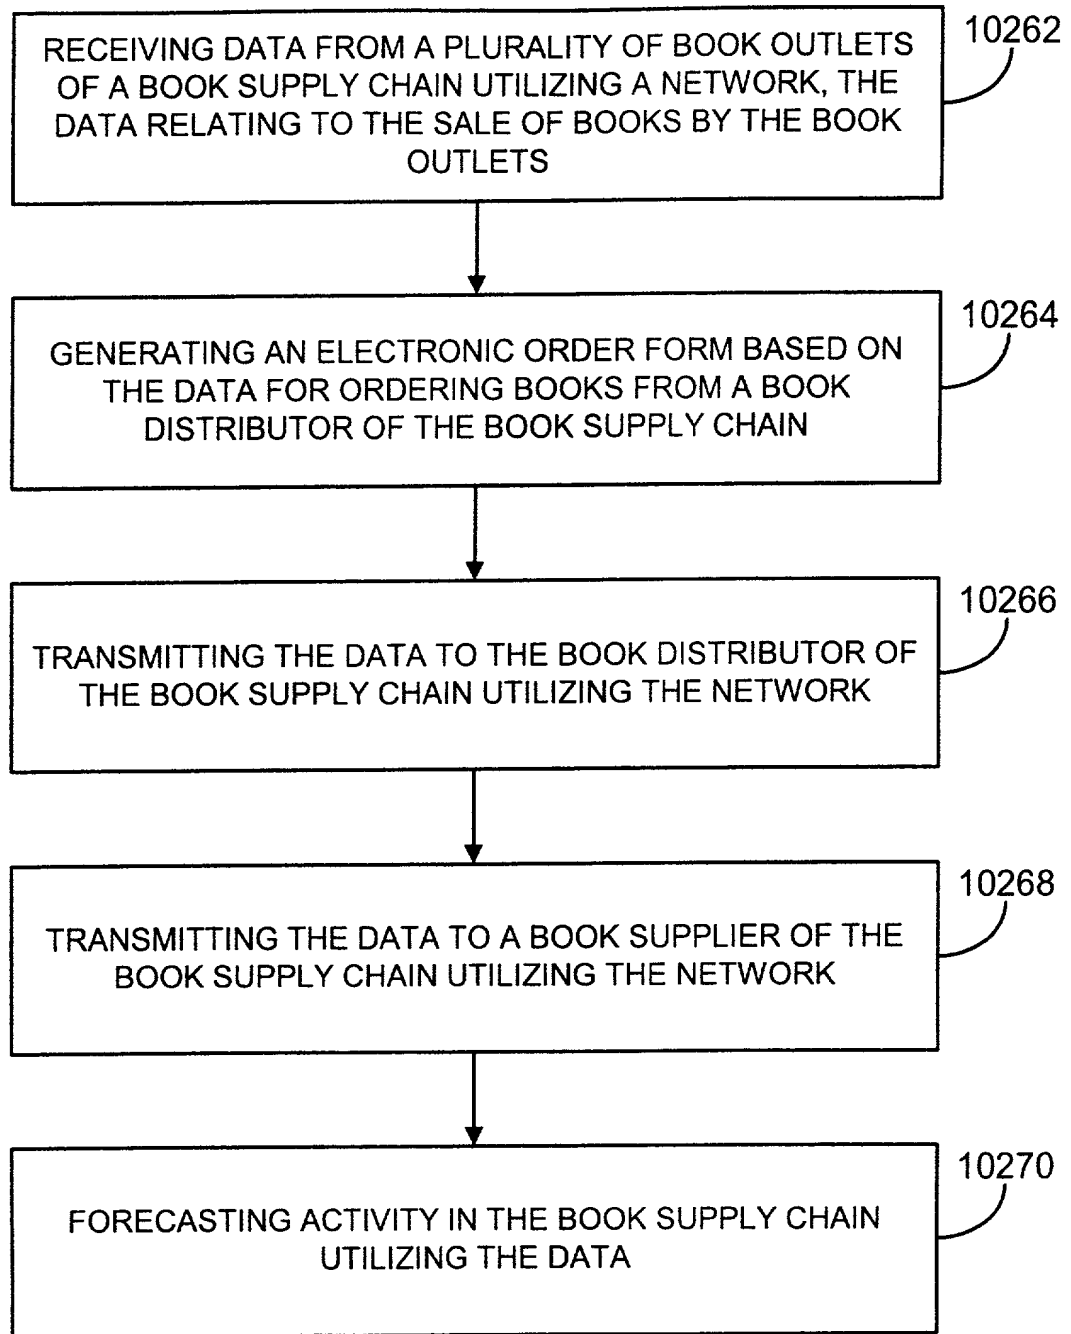 RECEIVING DATA FROM A PLURALITY OF BOOK OUTLETS
OF A BOOK SUPPLY CHAIN UTILIZING A NETWORK, THE
DATA RELATING TO THE SALE OF BOOKS BY THE BOOK
OUTLETS
10262
GENERATING AN ELECTRONIC ORDER FORM BASED ON
THE DATA FOR ORDERING BOOKS FROM A BOOK
DISTRIBUTOR OF THE BOOK SUPPLY CHAIN
10264
TRANSMITTING THE DATA TO THE BOOK DISTRIBUTOR OF
THE BOOK SUPPLY CHAIN UTILIZING THE NETWORK
10266
TRANSMITTING THE DATA TO A BOOK SUPPLIER OF THE
BOOK SUPPLY CHAIN UTILIZING THE NETWORK
10268
FORECASTING ACTIVITY IN THE BOOK SUPPLY CHAIN
UTILIZING THE DATA
10270